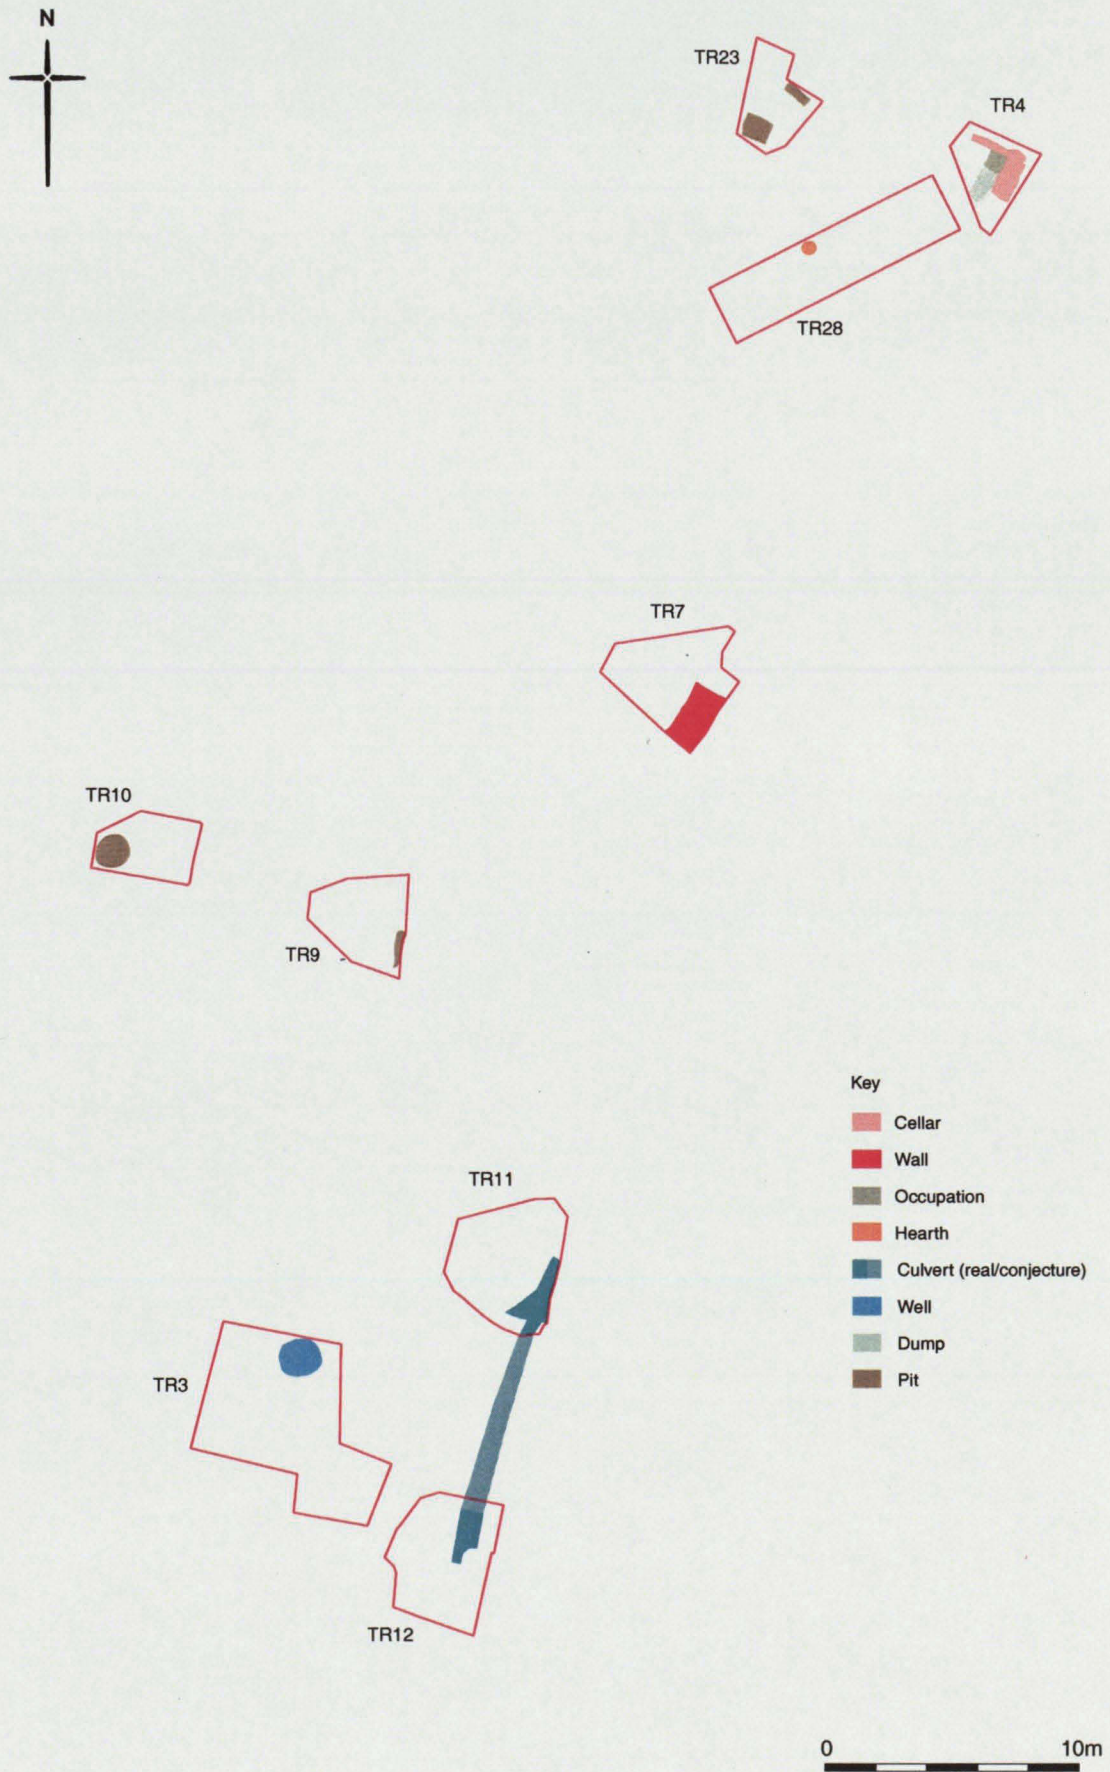 N
TR23
TR4
TR28
TR7
TR10
TR9
TR11
TR3
TR12
Key
Cellar
Wall
Occupation
Hearth
Culvert (real/conjecture)
Well
Dump
Pit
0 10m